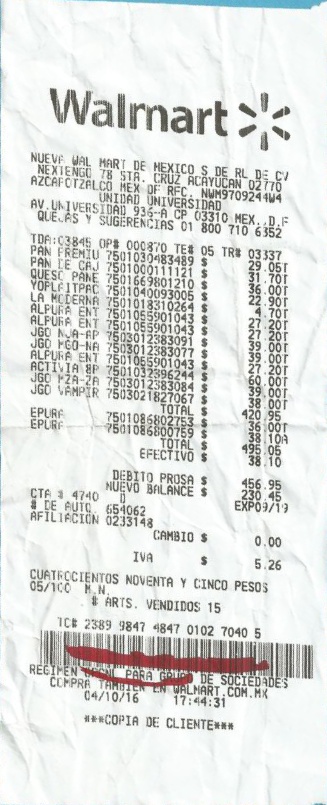 Walmart
NUEVA WAL MART DE MEXICO S DE RL DE CV
NEXTENGO 78 STA. CRUZ ACAYUCAN 02770
AZCAPOTZALCO MEX DF RFC. NWM9709244W4
UNIDAD UNIVERSIDAD
AV.UNIVERSIDAD 936-A CP 03310 MEX.,D.F
QUEJAS Y SUGERENCIAS 01 800 710 6352
TDA:03845 OP# 000870 TE# 05 TR# 03337
PAN PREMIU 7501030483489 $ 29.05T
PAN DE CAJ 7501000111121 $ 31.70T
QUESO PANE 7501669801210 $ 36.00T
YOPLAITPAC 7501040093005 $ 22.90T
LA MODERNA 7501018310264 $ 4.70T
ALPURA ENT 7501055901043 $ 27.20T
ALPURA ENT 7501055901043 $ 27.20T
JGO NJA-AP 7503012383091 $ 39.00T
JGO MGO-NA 7503012383077 $ 39.00T
ALPURA ENT 7501055901043 $ 27.20T
ACTIVIA 8P 7501032396244 $ 60.00T
JGO MZA-ZA 7503012383084 $ 39.00T
JGO VAMPIR 7503021827067 $ 38.00T
TOTAL $ 420.95
EPURA 7501086802753 $ 36.00T
EPURA 7501086800759 $ 38.10A
TOTAL $ 495.05
EFECTIVO $ 38.10
DEBITO PROSA $ 456.95
NUEVO BALANCE $ 230.45
CTA # 4740 D EXP09/19
# DE AUTO. 654062
AFILIACION 0233148
CAMBIO $ 0.00
IVA $ 5.26
CUATROCIENTOS NOVENTA Y CINCO PESOS
05/100 M.N.
# ARTS. VENDIDOS 15
TC# 2389 9847 4847 0102 7040 5
REGIMEN PARA GRUPOS DE SOCIEDADES
COMPRA TAMBIEN EN WALMART.COM.MX
04/10/16 17:44:31
***COPIA DE CLIENTE***